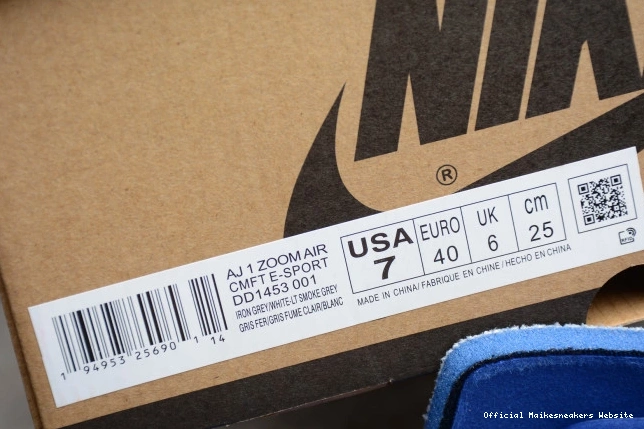 NIK
®
AJ 1 ZOOM AIR
CMFT E-SPORT
DD1453 001
IRON GREY/WHITE-LT SMOKE GREY
GRIS FER/GRIS FUME CLAIR/BLANC
1 94953 25690 1 14
USA
7
EURO
40
UK
6
cm
25
MADE IN CHINA/FABRIQUE EN CHINE/HECHO EN CHINA
Official Maikesneakers Website